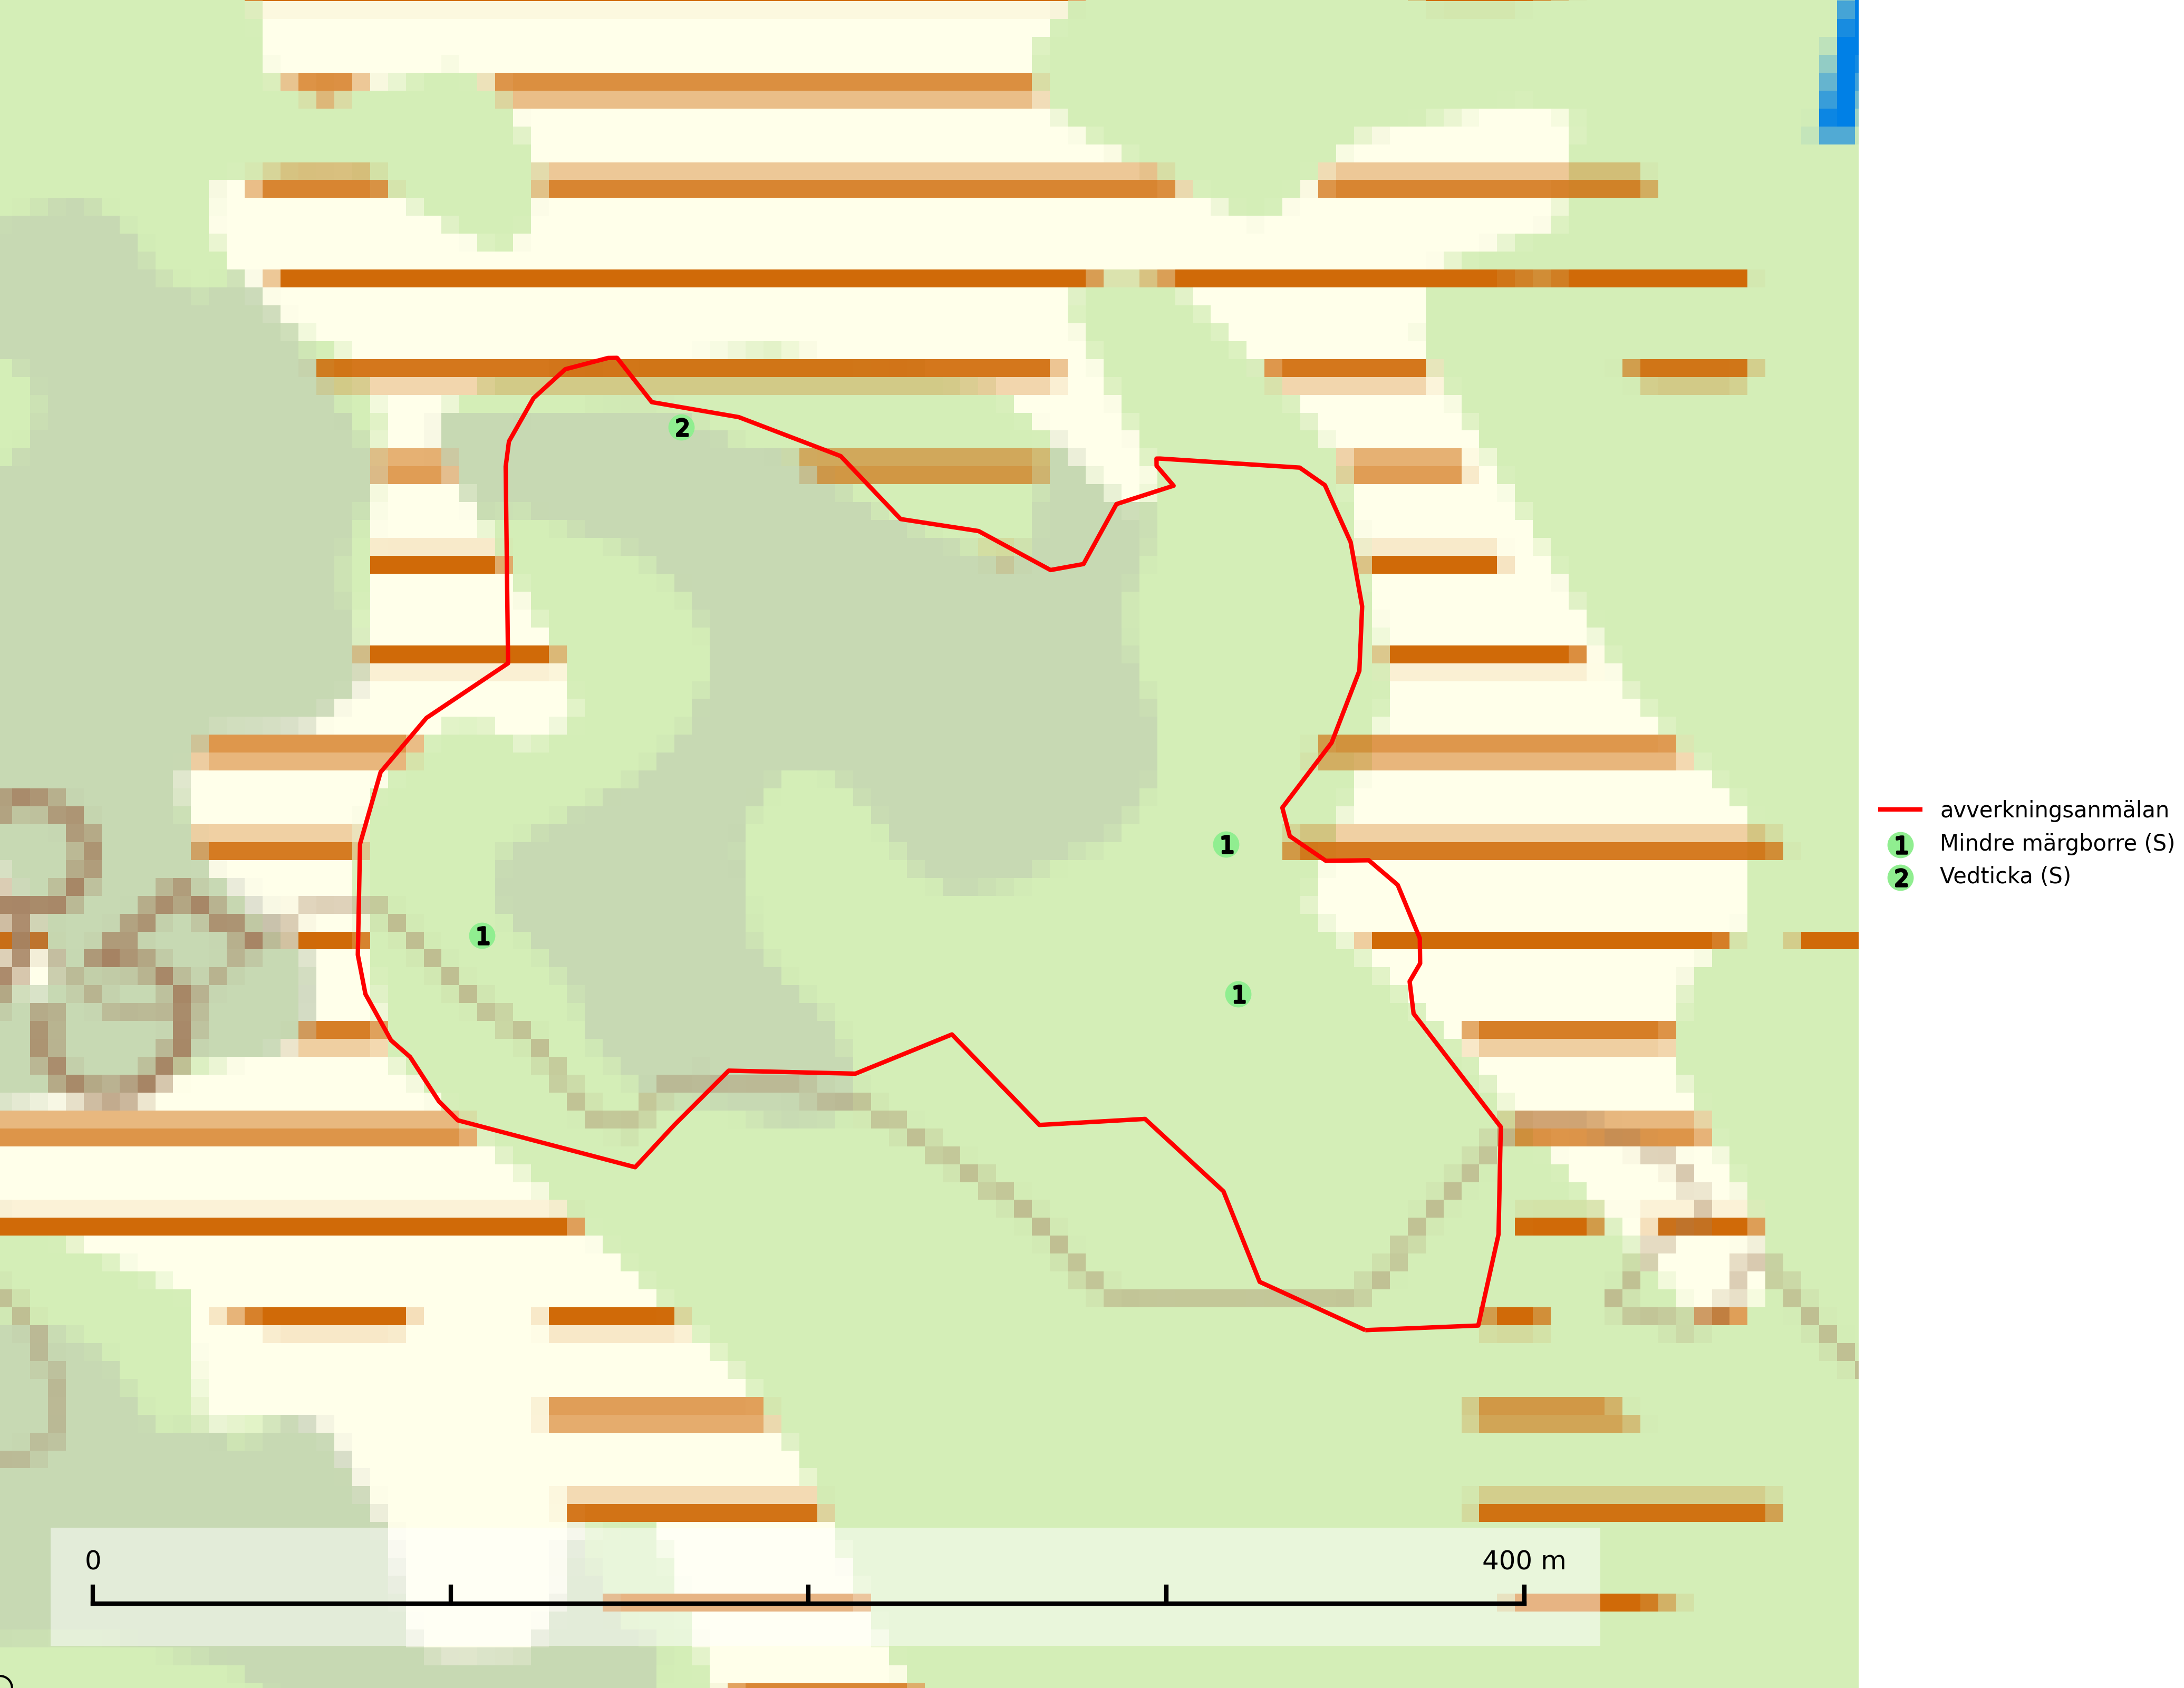 2
1
1
1
avverkningsanmälan
1 Mindre märgborre (S)
2 Vedticka (S)
0 400 m